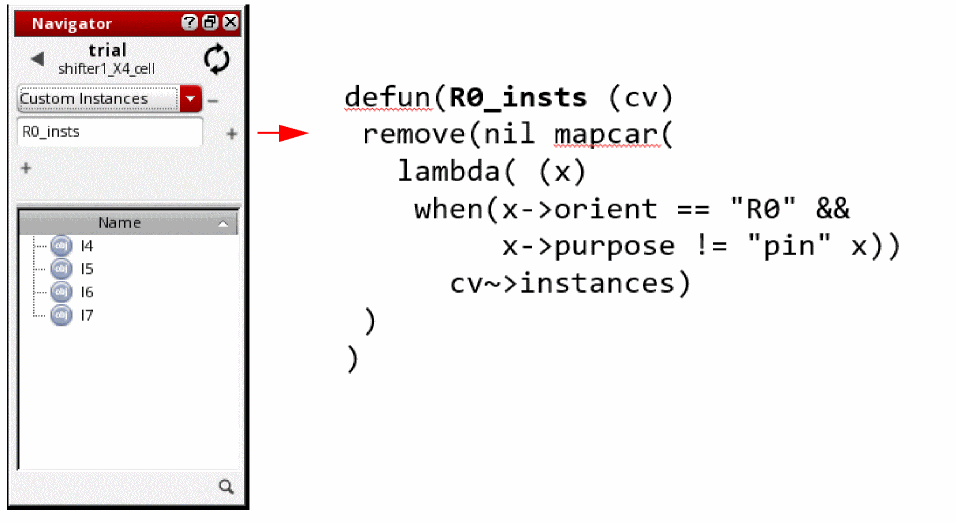 Navigator
trial
shifter1_X4_cell
Custom Instances
R0_insts
Name
obj I4
obj I5
obj I6
obj I7
defun(R0_insts (cv)
remove(nil mapcar(
lambda( (x)
when(x->orient == "R0" &&
x->purpose != "pin" x))
cv~>instances)
)
)